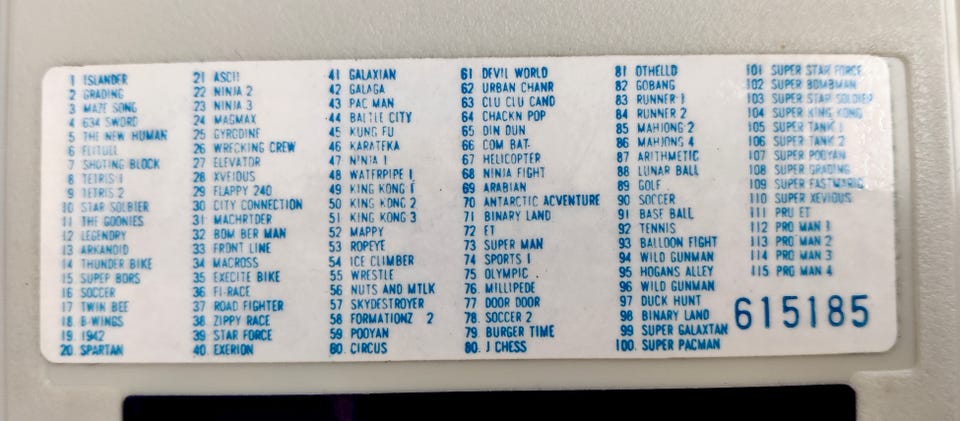 1 ISLANDER
2 GRADING
3 MAZE SONG
4 634 SWORD
5 THE NEW HUMAN
6 FLITULL
7 SHOTING BLOCK
8 TETRIS 1
9 TETRIS 2
10 STAR SOLBIER
11 THE GOONIES
12 LEGENDRY
13 ARKANOID
14 THUNDER BIKE
15 SUPER BORS
16 SOCCER
17 TWIN BEE
18 B-WINGS
19 1942
20. SPARTAN
21 ASCII
22 NINJA 2
23 NINJA 3
24 MAGMAX
25 GYRODINE
26 WRECKING CREW
27 ELEVATOR
28 XVEIOUS
29 FLAPPY 240
30 CITY CONNECTION
31 MACHRTDER
32 BOM BER MAN
33 FRONT LINE
34 MACROSS
35 EXECITE BIKE
36 FI-RACE
37 ROAD FIGHTER
38 ZIPPY RACE
39 STAR FORCE
40. EXERION
41 GALAXIAN
42 GALAGA
43 PAC MAN
44 BALTLE CITY
45 KUNG FU
46 KARATEKA
47 NINJA 1
48 WATFRPIPE 1
49 KING KONG 1
50 KING KONG 2
51 KING KONG 3
52 MAPPY
53 ROPEYE
54 ICE CLIMBER
55 WRESTLE
56 NUTS AND MTLK
57 SKYDESTROYER
58 FORMATIONZ 2
59 POOYAN
60. CIRCUS
61 DEVIL WORLD
62 URBAN CHANR
63 CLU CLU CAND
64 CHACKN POP
65 DIN DUN
66 COM BAT
67 HELICOPTER
68 NINJA FIGHT
69 ARABIAN
70 ANTARCTIC ACVENTURE
71 BINARY LAND
72 ET
73 SUPER MAN
74 SPORTS 1
75 OLYMPIC
76. MILLIPEDE
77 DOOR DOOR
78. SOCCER 2
79 BURGER TIME
80. J CHESS
81 OTHELLO
82 GOBANG
83 RUNNER 1
84 RUNNER 2
85 MAHJONG 2
86 MAHJONG 4
87 ARITHMETIC
88 LUNAR BALL
89 GOLF
90 SOCCER
91 BASE BALL
92 TENNIS
93 BALLOON FIGHT
94 WILD GUNMAN
95 HOGANS ALLEY
96 WILD GUNMAN
97 DUCK HUNT
98 BINARY LAND
99 SUPER GALAXTAN
100. SUPER PACMAN
101 SUPER STAR FORCE
102 SUPER BOMBMAN
103 SUPER STAR SOLDIER
104 SUPER KING KONG
105 SUPER TANK 1
106 SUPER TANK 2
107 SUPER POOYAN
108 SUPER GRADING
109 SUPER FASTMARIO
110 SUPER XEVIOUS
111 PRU ET
112 PRO MAN 1
113 PRO MAN 2
114 PRO MAN 3
115 PRO MAN 4
615185